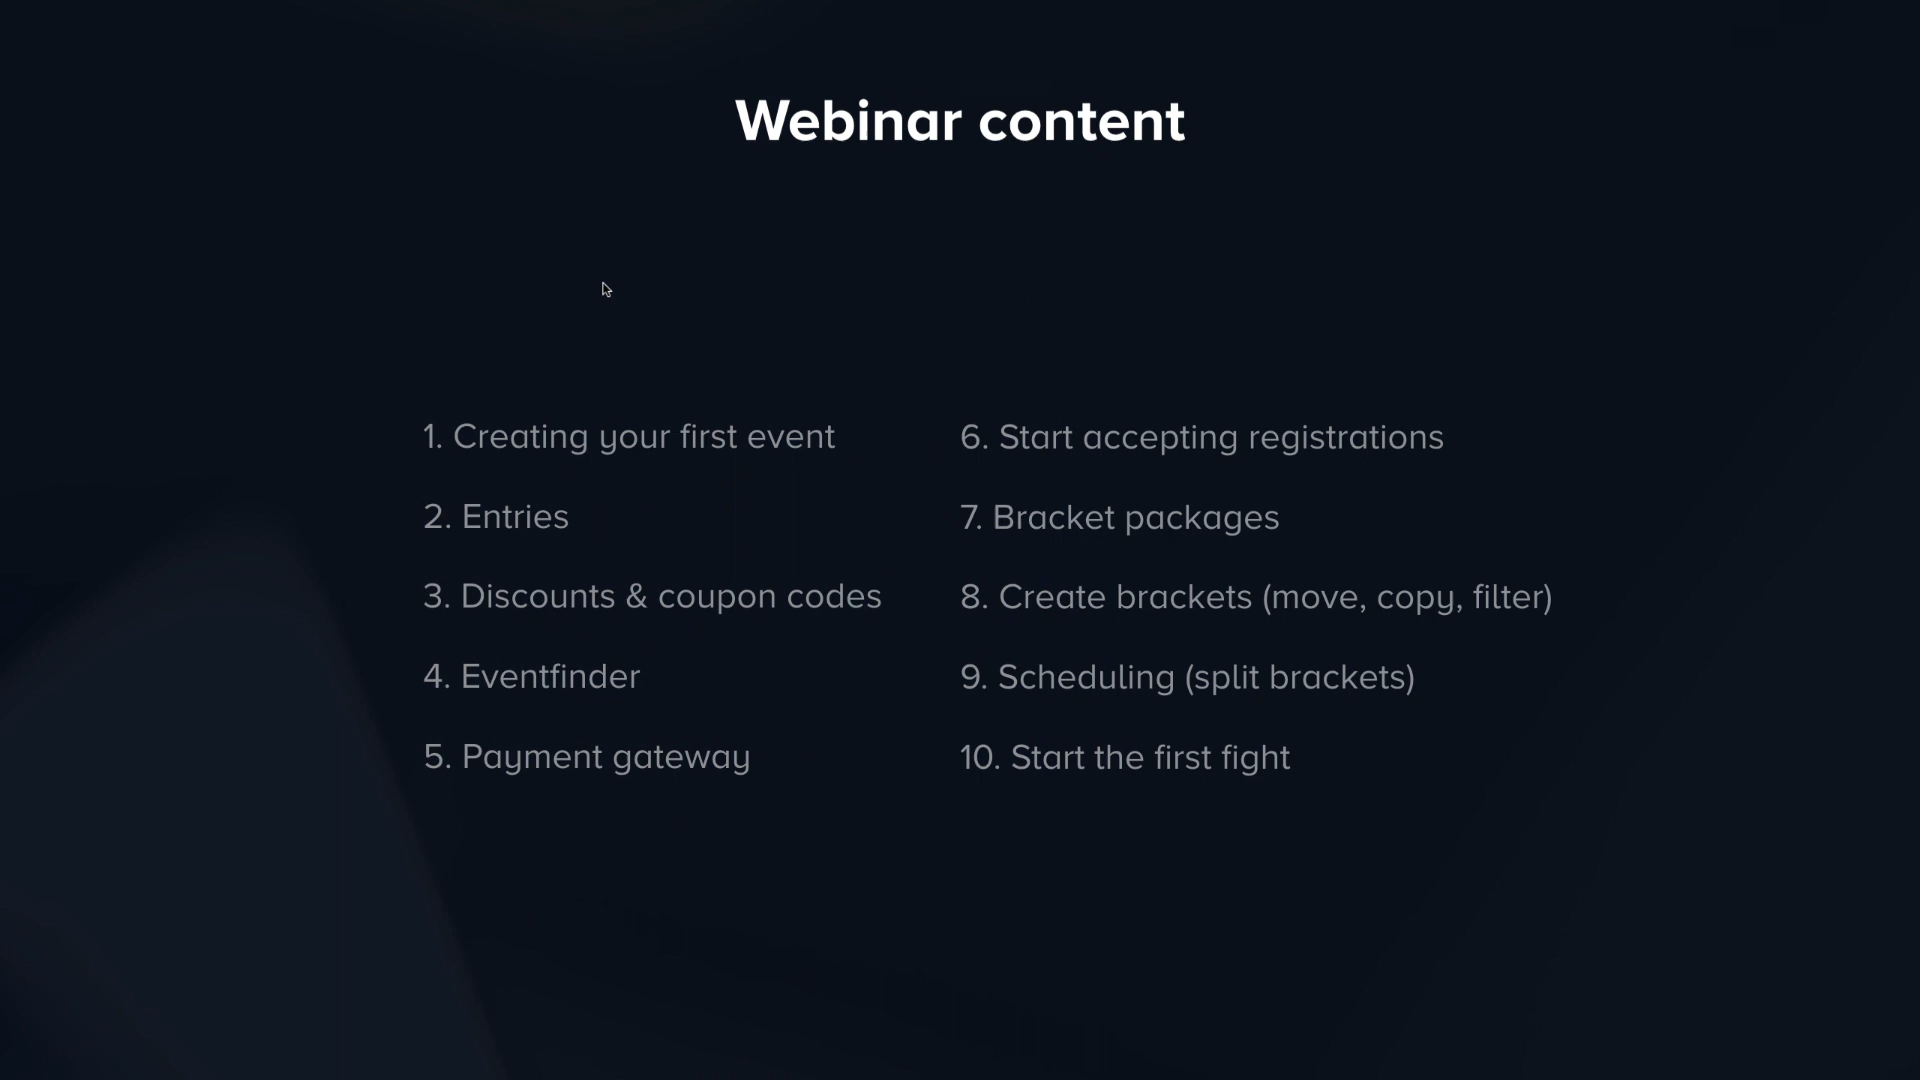 Webinar content
1. Creating your first event
2. Entries
3. Discounts & coupon codes
4. Eventfinder
5. Payment gateway
6. Start accepting registrations
7. Bracket packages
8. Create brackets (move, copy, filter)
9. Scheduling (split brackets)
10. Start the first fight